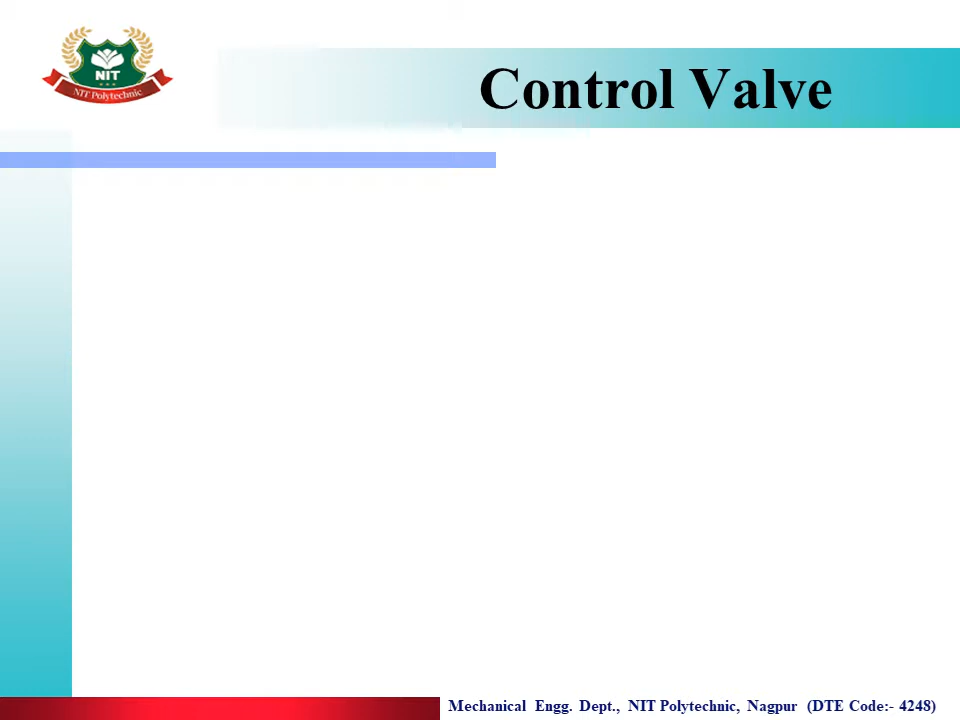 NIT
NIT Polytechnic
Control Valve
Mechanical Engg. Dept., NIT Polytechnic, Nagpur (DTE Code:- 4248)